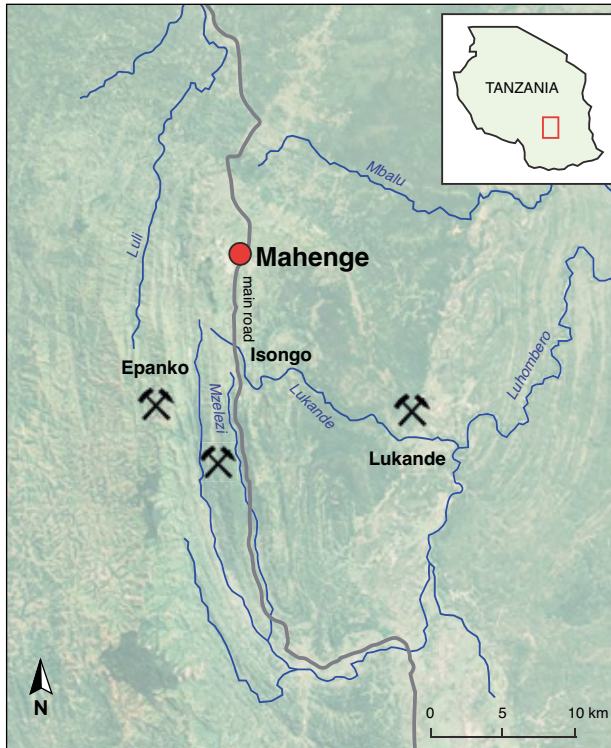 TANZANIA
Mbalu
Luli
Mahenge
main road
Isongo
Luhombero
Epanko
Mzelezi
Lukande
Lukande
N
0 5 10 km